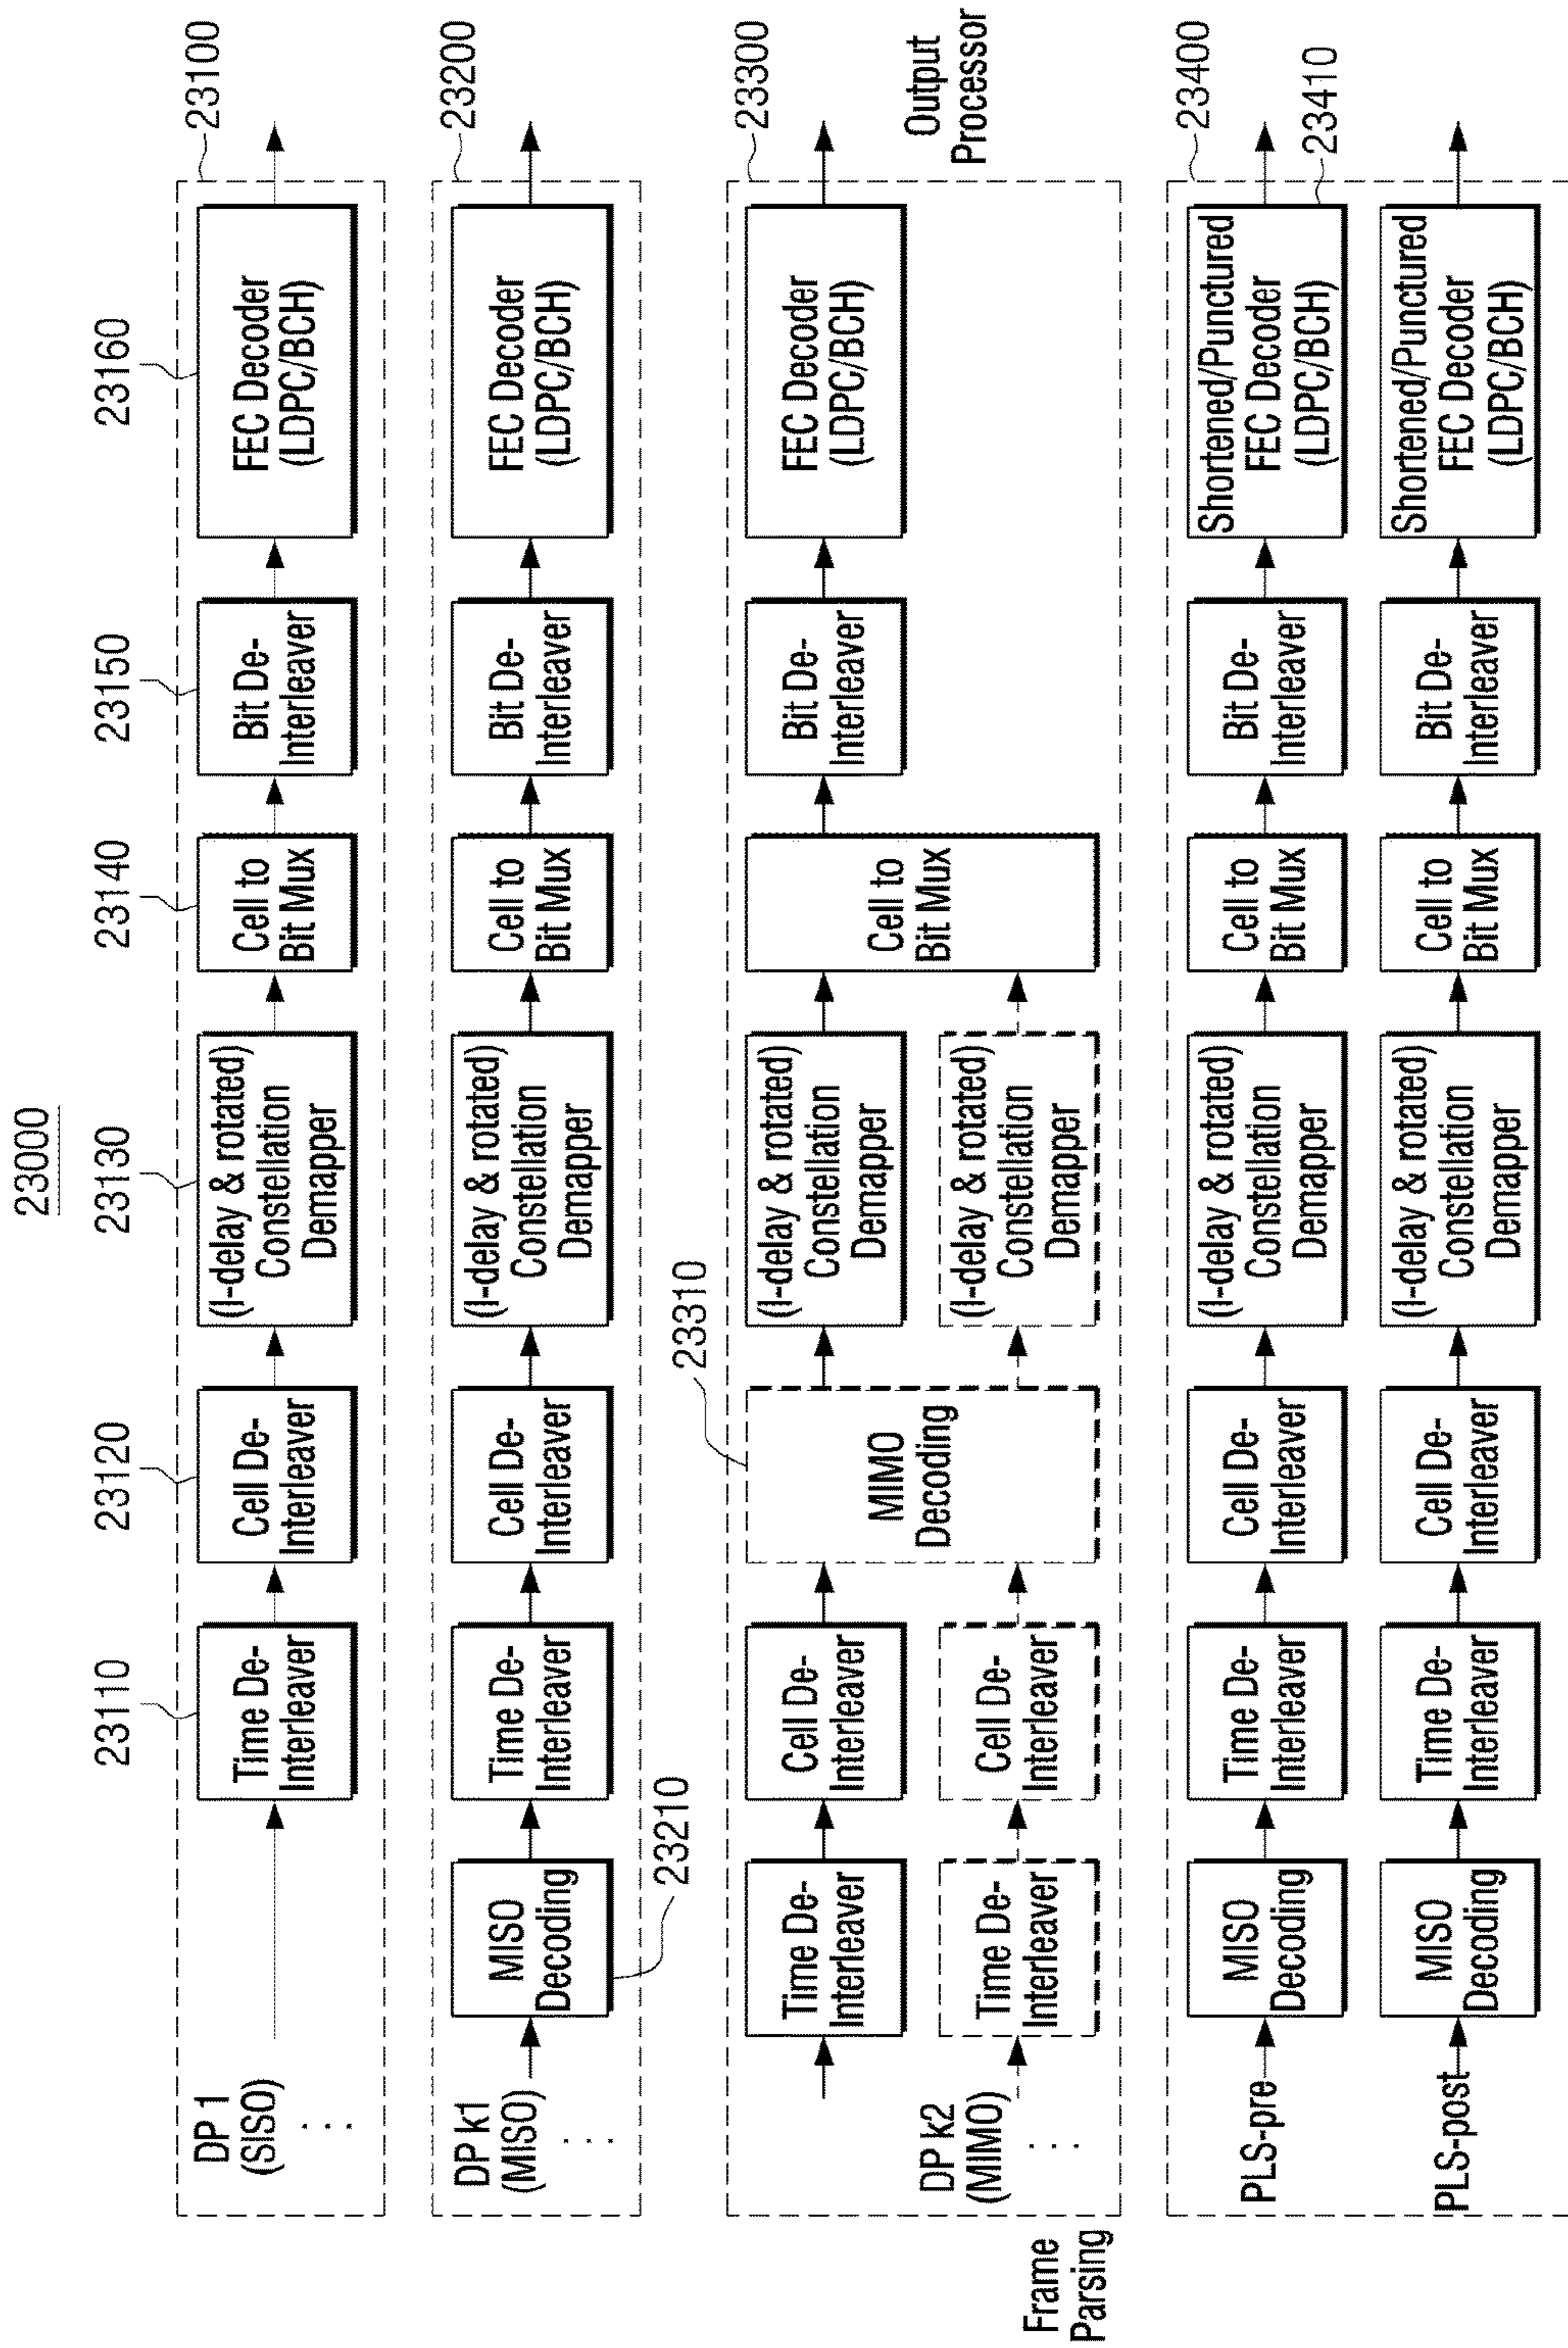 23000
23110
23120
23130
23140
23150
23160
23100
DP 1
(SISO)
Time De-
Interleaver
Cell De-
Interleaver
(I-delay & rotated)
Constellation
Demapper
Cell to
Bit Mux
Bit De-
Interleaver
FEC Decoder
(LDPC/BCH)
23200
DP k1
(MISO)
MISO
Decoding
Time De-
Interleaver
Cell De-
Interleaver
(I-delay & rotated)
Constellation
Demapper
Cell to
Bit Mux
Bit De-
Interleaver
FEC Decoder
(LDPC/BCH)
23210
23310
23300
Time De-
Interleaver
Cell De-
Interleaver
MIMO
Decoding
(I-delay & rotated)
Constellation
Demapper
Cell to
Bit Mux
Bit De-
Interleaver
FEC Decoder
(LDPC/BCH)
DP k2
(MIMO)
Time De-
Interleaver
Cell De-
Interleaver
(I-delay & rotated)
Constellation
Demapper
Output
Processor
Frame
Parsing
23400
23410
PLS-pre
MISO
Decoding
Time De-
Interleaver
Cell De-
Interleaver
(I-delay & rotated)
Constellation
Demapper
Cell to
Bit Mux
Bit De-
Interleaver
Shortened/Punctured
FEC Decoder
(LDPC/BCH)
PLS-post
MISO
Decoding
Time De-
Interleaver
Cell De-
Interleaver
(I-delay & rotated)
Constellation
Demapper
Cell to
Bit Mux
Bit De-
Interleaver
Shortened/Punctured
FEC Decoder
(LDPC/BCH)